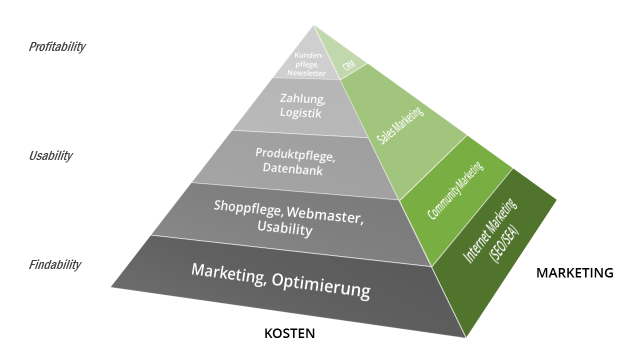 Profitability
Kunden-
pflege,
Newsletter
CRM
Zahlung,
Logistik
Sales Marketing
Usability
Produktpflege,
Datenbank
Community Marketing
Shoppflege, Webmaster,
Usability
Internet Marketing
(SEO/SEA)
Findability
Marketing, Optimierung
MARKETING
KOSTEN